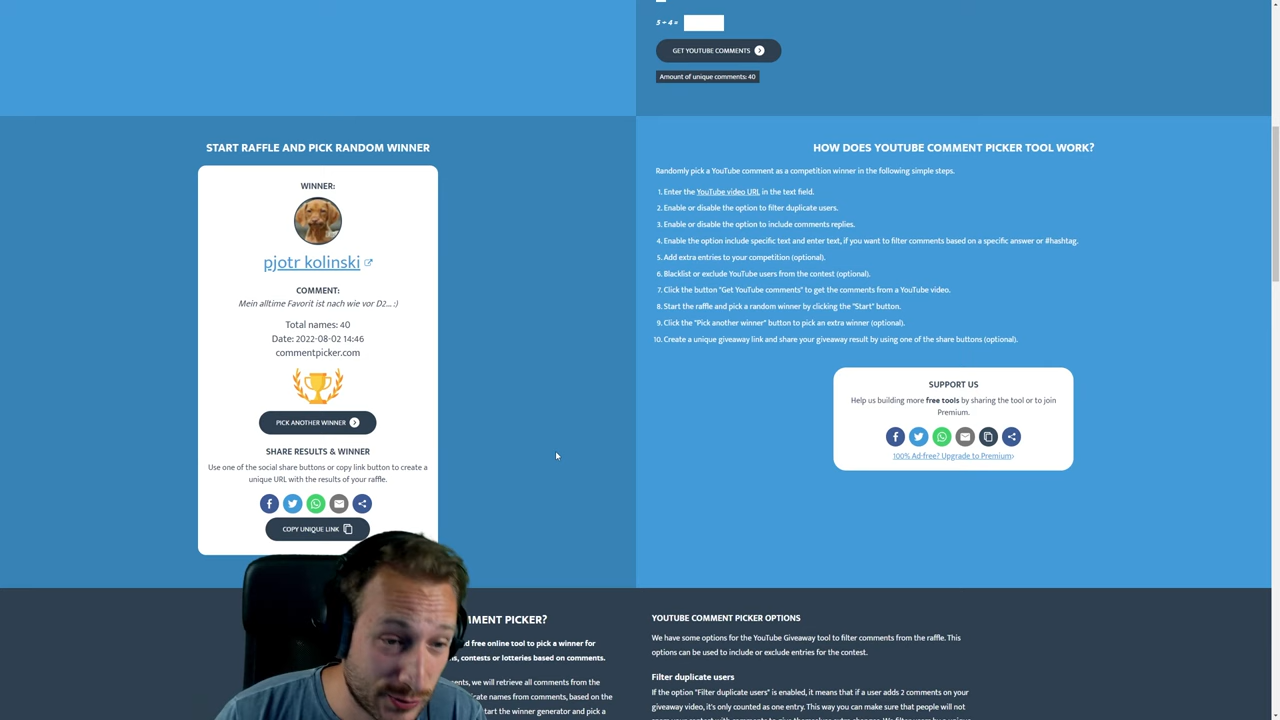 5 + 4 =
GET YOUTUBE COMMENTS
Amount of unique comments: 40
START RAFFLE AND PICK RANDOM WINNER
WINNER:
pjotr kolinski
COMMENT:
Mein alltime Favorit ist nach wie vor D2... :)
Total names: 40
Date: 2022-08-02 14:46
commentpicker.com
PICK ANOTHER WINNER
SHARE RESULTS & WINNER
Use one of the social share buttons or copy link button to create a
unique URL with the results of your raffle.
COPY UNIQUE LINK
HOW DOES YOUTUBE COMMENT PICKER TOOL WORK?
Randomly pick a YouTube comment as a competition winner in the following simple steps.
1. Enter the YouTube video URL in the text field.
2. Enable or disable the option to filter duplicate users.
3. Enable or disable the option to include comments replies.
4. Enable the option include specific text and enter text, if you want to filter comments based on a specific answer or #hashtag.
5. Add extra entries to your competition (optional).
6. Blacklist or exclude YouTube users from the contest (optional).
7. Click the button "Get YouTube comments" to get the comments from a YouTube video.
8. Start the raffle and pick a random winner by clicking the "Start" button.
9. Click the "Pick another winner" button to pick an extra winner (optional).
10. Create a unique giveaway link and share your giveaway result by using one of the share buttons (optional).
SUPPORT US
Help us building more free tools by sharing the tool or to join
Premium.
100% Ad-free? Upgrade to Premium›
MMENT PICKER?
nd free online tool to pick a winner for
s, contests or lotteries based on comments.
ents, we will retrieve all comments from the
cate names from comments, based on the
tart the winner generator and pick a
YOUTUBE COMMENT PICKER OPTIONS
We have some options for the YouTube Giveaway tool to filter comments from the raffle. This
options can be used to include or exclude entries for the contest.
Filter duplicate users
If the option "Filter duplicate users" is enabled, it means that if a user adds 2 comments on your
giveaway video, it's only counted as one entry. This way you can make sure that people will not